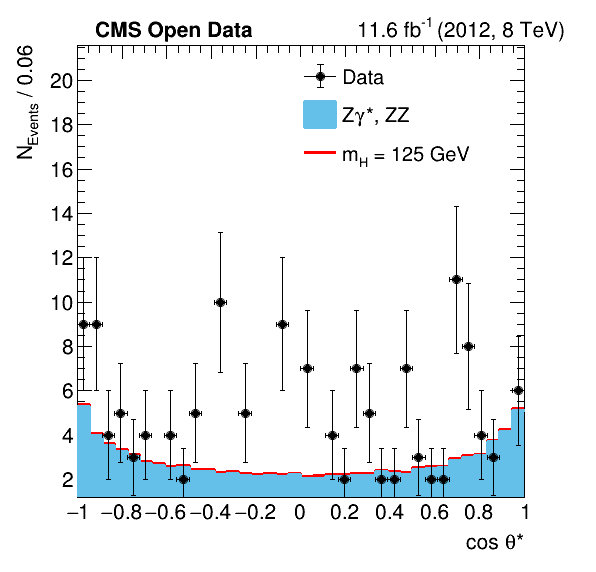 CMS Open Data 11.6 fb-1 (2012, 8 TeV)
NEvents / 0.06
20
18
16
14
12
10
8
6
4
2
Data
Zγ*, ZZ
mH = 125 GeV
−1 −0.8 −0.6 −0.4 −0.2 0 0.2 0.4 0.6 0.8 1
cos θ*